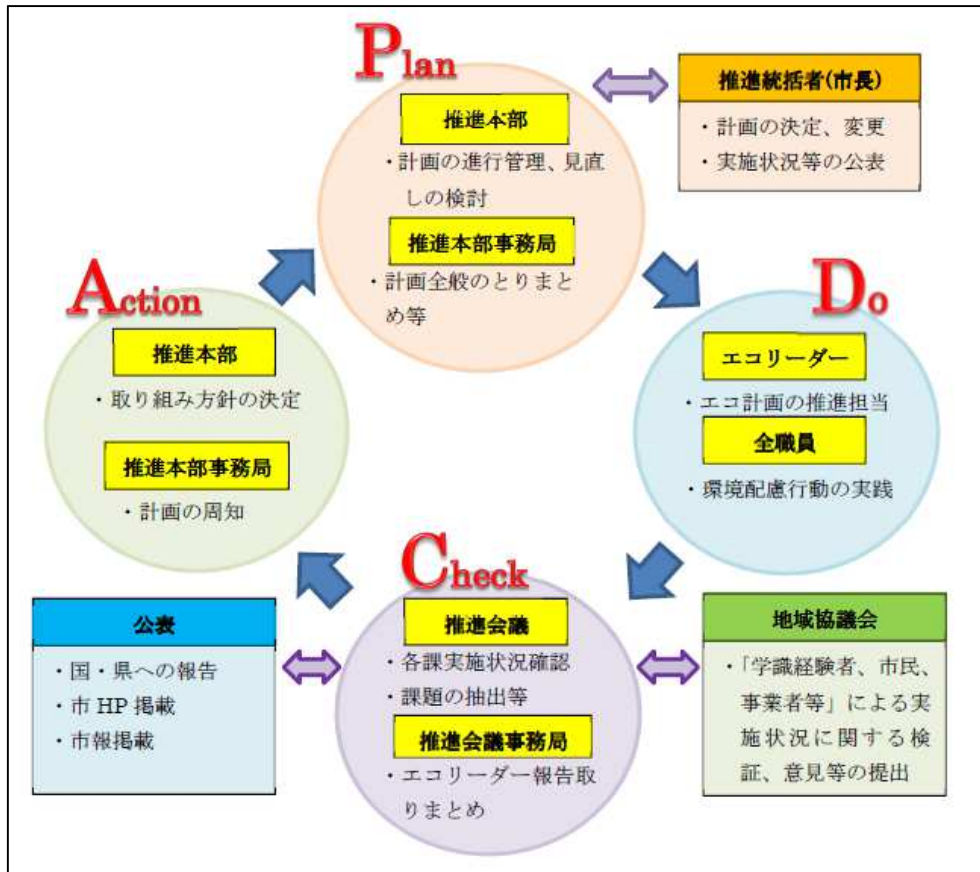 Plan
推進本部
・計画の進行管理、見直
しの検討
推進本部事務局
・計画全般のとりまと
め等
推進統括者(市長)
・計画の決定、変更
・実施状況等の公表
Do
エコリーダー
・エコ計画の推進担当
全職員
・環境配慮行動の実践
Check
推進会議
・各課実施状況確認
・課題の抽出等
推進会議事務局
・エコリーダー報告取
りまとめ
地域協議会
・「学識経験者、市民、
事業者等」による実
施状況に関する検
証、意見等の提出
公表
・国・県への報告
・市 HP 掲載
・市報掲載
Action
推進本部
・取り組み方針の決定
推進本部事務局
・計画の周知